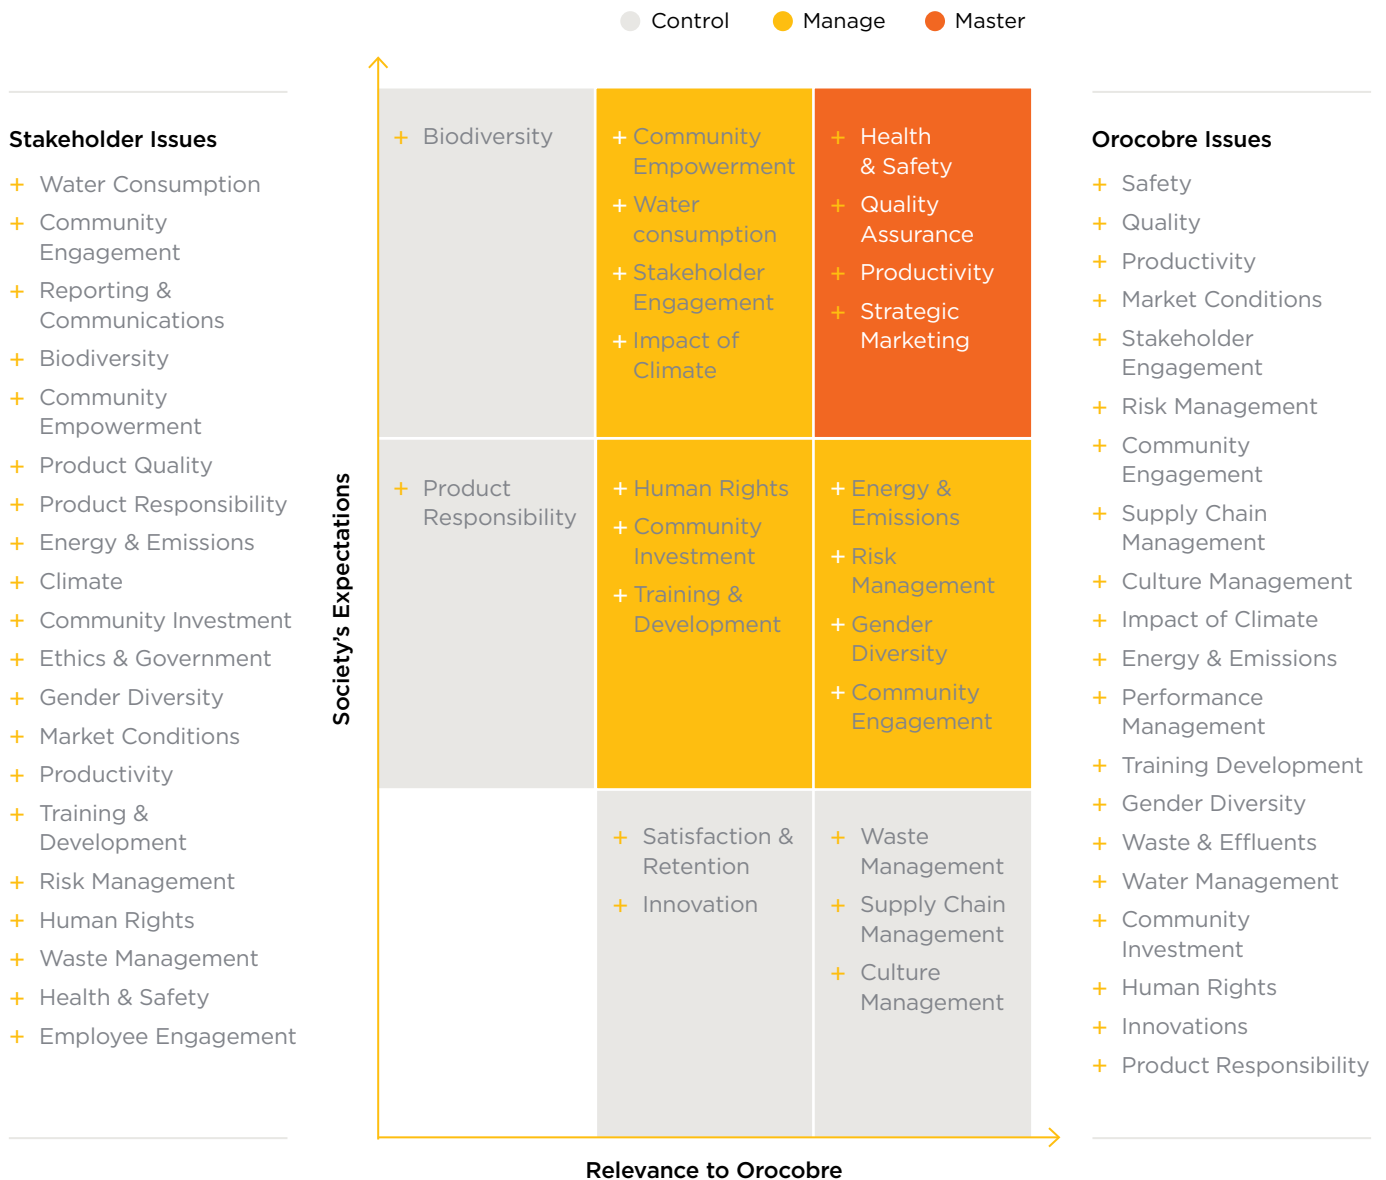 Control
Manage
Master
Stakeholder Issues
+ Water Consumption
+ Community
Engagement
+ Reporting &
Communications
+ Biodiversity
+ Community
Empowerment
+ Product Quality
+ Product Responsibility
+ Energy & Emissions
+ Climate
+ Community Investment
+ Ethics & Government
+ Gender Diversity
+ Market Conditions
+ Productivity
+ Training &
Development
+ Risk Management
+ Human Rights
+ Waste Management
+ Health & Safety
+ Employee Engagement
Society's Expectations
+ Biodiversity
+ Community
Empowerment
+ Water
consumption
+ Stakeholder
Engagement
+ Impact of
Climate
+ Health
& Safety
+ Quality
Assurance
+ Productivity
+ Strategic
Marketing
+ Product
Responsibility
+ Human Rights
+ Community
Investment
+ Training &
Development
+ Energy &
Emissions
+ Risk
Management
+ Gender
Diversity
+ Community
Engagement
+ Satisfaction &
Retention
+ Innovation
+ Waste
Management
+ Supply Chain
Management
+ Culture
Management
Relevance to Orocobre
Orocobre Issues
+ Safety
+ Quality
+ Productivity
+ Market Conditions
+ Stakeholder
Engagement
+ Risk Management
+ Community
Engagement
+ Supply Chain
Management
+ Culture Management
+ Impact of Climate
+ Energy & Emissions
+ Performance
Management
+ Training Development
+ Gender Diversity
+ Waste & Effluents
+ Water Management
+ Community
Investment
+ Human Rights
+ Innovations
+ Product Responsibility